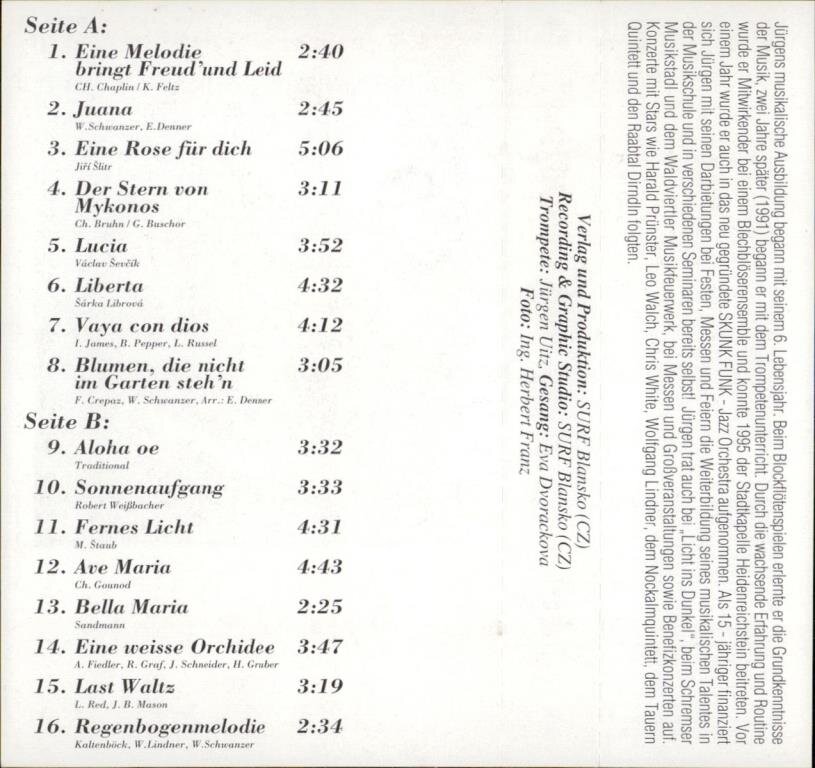 Seite A:
1. Eine Melodie 2:40
bringt Freud'und Leid
CH. Chaplin / K. Feltz
2. Juana 2:45
W.Schwanzer, E.Denner
3. Eine Rose für dich 5:06
Jiří Šlitr
4. Der Stern von 3:11
Mykonos
Ch. Bruhn / G. Buschor
5. Lucia 3:52
Václav Ševčík
6. Liberta 4:32
Šárka Librová
7. Vaya con dios 4:12
I. James, B. Pepper, L. Russel
8. Blumen, die nicht 3:05
im Garten steh'n
F. Crepaz, W. Schwanzer, Arr.: E. Denner
Seite B:
9. Aloha oe 3:32
Traditional
10. Sonnenaufgang 3:33
Robert Weißbacher
11. Fernes Licht 4:31
M. Štaub
12. Ave Maria 4:43
Ch. Gounod
13. Bella Maria 2:25
Sandmann
14. Eine weisse Orchidee 3:47
A. Fiedler, R. Graf, J. Schneider, H. Gruber
15. Last Waltz 3:19
L. Red, J. B. Mason
16. Regenbogenmelodie 2:34
Kaltenböck, W.Lindner, W.Schwanzer
Verlag und Produktion: SURF Blansko (CZ)
Recording & Graphic Studio: SURF Blansko (CZ)
Trompete: Jürgen Uitz, Gesang: Eva Dvorackova
Foto: Ing. Herbert Franz
Jürgens musikalische Ausbildung begann mit seinem 6. Lebensjahr. Beim Blockflötenspielen erlernte er die Grundkenntnisse
der Musik, zwei Jahre später (1991) begann er mit dem Trompetenunterricht. Durch die wachsende Erfahrung und Routine
wurde er Mitwirkender bei einem Blechblöserensemble und konnte 1995 der Stadtkapelle Heidenreichstein beitreten. Vor
einem Jahr wurde er auch in das neu gegründete SKUNK FUNK - Jazz Orchestra aufgenommen. Als 15 - jähriger finanziert
sich Jürgen mit seinen Darbietungen bei Festen, Messen und Feiern die Weiterbildung seines musikalischen Talentes in
der Musikschule und in verschiedenen Seminaren bereits selbst! Jürgen trat auch bei „Licht ins Dunkel", beim Schremser
Musikstadl und dem Waldviertler Musikfeuerwerk, bei Messen und Großveranstaltungen sowie Benefizkonzerten auf.
Konzerte mit Stars wie Harald Prünster, Leo Walch, Chris White, Wolfgang Lindner, dem Nockalmquintett, dem Tauern
Quintett und den Raabtal Dirndln folgten.